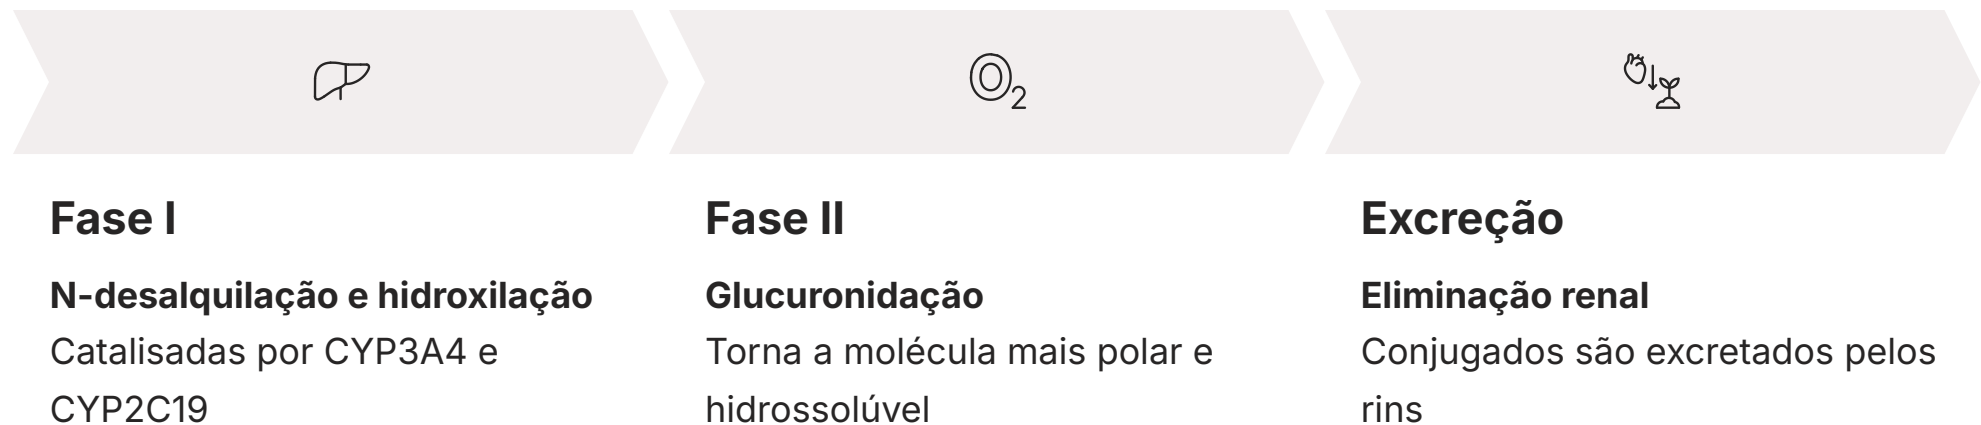 O2
Fase I
N-desalquilação e hidroxilação
Catalisadas por CYP3A4 e
CYP2C19
Fase II
Glucuronidação
Torna a molécula mais polar e
hidrossolúvel
Excreção
Eliminação renal
Conjugados são excretados pelos
rins